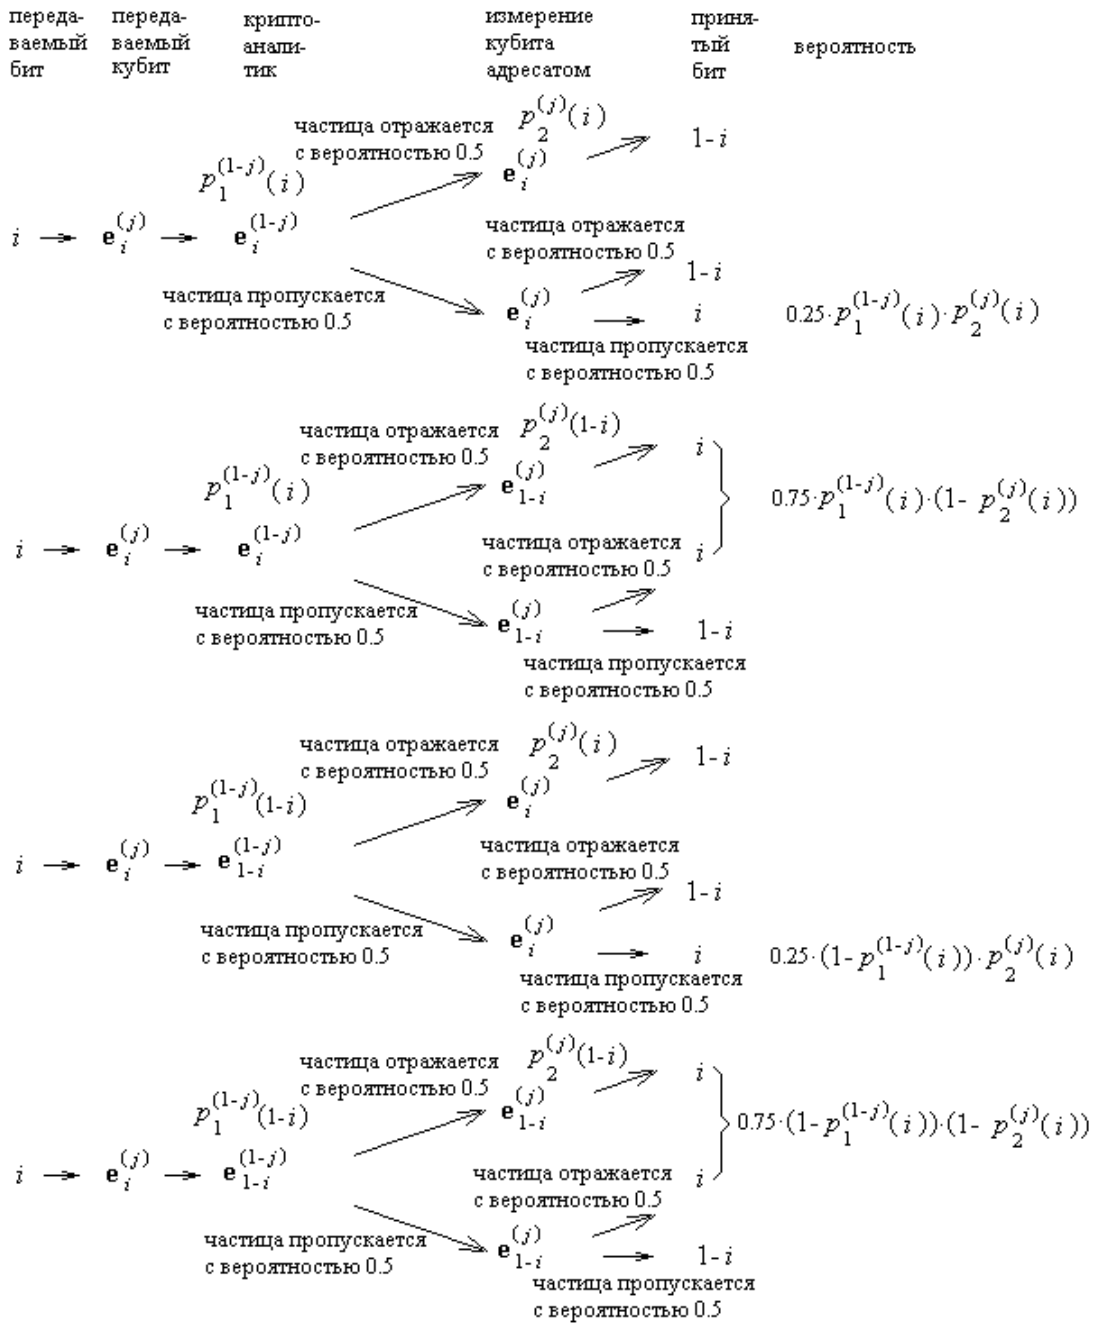 переда- переда- крипто- измерение приня-
ваемый ваемый анали- кубита тый вероятность
бит кубит тик адресатом бит
частица отражается p_2^{(j)}(i)
с вероятностью 0.5 e_i^{(j)} 1-i
p_1^{(1-j)}(i)
i e_i^{(j)} e_i^{(1-j)}
частица отражается
с вероятностью 0.5
1-i
частица пропускается
с вероятностью 0.5
e_i^{(j)} i 0.25·p_1^{(1-j)}(i)·p_2^{(j)}(i)
частица пропускается
с вероятностью 0.5
частица отражается p_2^{(j)}(1-i)
с вероятностью 0.5 i
p_1^{(1-j)}(i) e_{1-i}^{(j)} 0.75·p_1^{(1-j)}(i)·(1- p_2^{(j)}(i))
i e_i^{(j)} e_i^{(1-j)}
частица отражается
с вероятностью 0.5 i
частица пропускается
с вероятностью 0.5
e_{1-i}^{(j)} 1-i
частица пропускается
с вероятностью 0.5
частица отражается p_2^{(j)}(i)
с вероятностью 0.5 1-i
p_1^{(1-j)}(1-i) e_i^{(j)}
i e_i^{(j)} e_{1-i}^{(1-j)}
частица отражается
с вероятностью 0.5
1-i
частица пропускается
с вероятностью 0.5
e_i^{(j)} i 0.25·(1-p_1^{(1-j)}(i))·p_2^{(j)}(i)
частица пропускается
с вероятностью 0.5
частица отражается p_2^{(j)}(1-i)
с вероятностью 0.5 i
p_1^{(1-j)}(1-i) e_{1-i}^{(j)} 0.75·(1-p_1^{(1-j)}(i))·(1- p_2^{(j)}(i))
i e_i^{(j)} e_{1-i}^{(1-j)}
частица отражается
с вероятностью 0.5 i
частица пропускается
с вероятностью 0.5
e_{1-i}^{(j)} 1-i
частица пропускается
с вероятностью 0.5